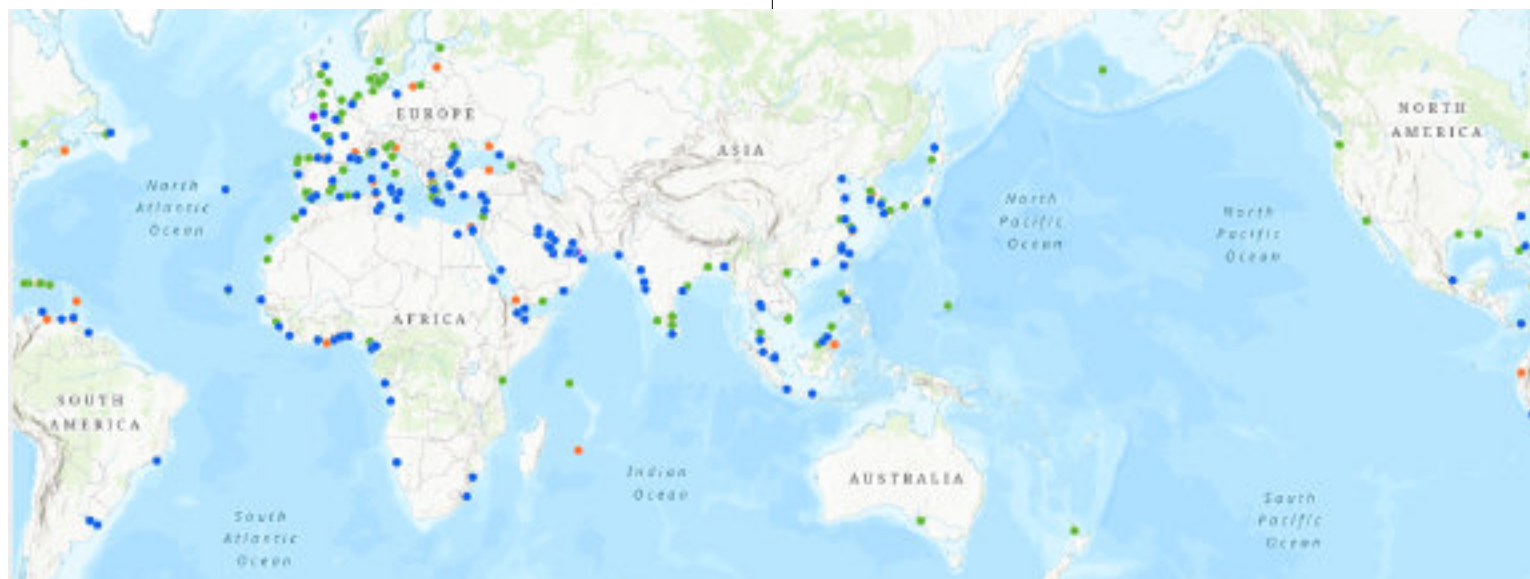 EUROPE
ASIA
NORTH
AMERICA
North
Atlantic
Ocean
North
Pacific
Ocean
North
Pacific
Ocean
AFRICA
SOUTH
AMERICA
Indian
Ocean
AUSTRALIA
South
Atlantic
Ocean
South
Pacific
Ocean